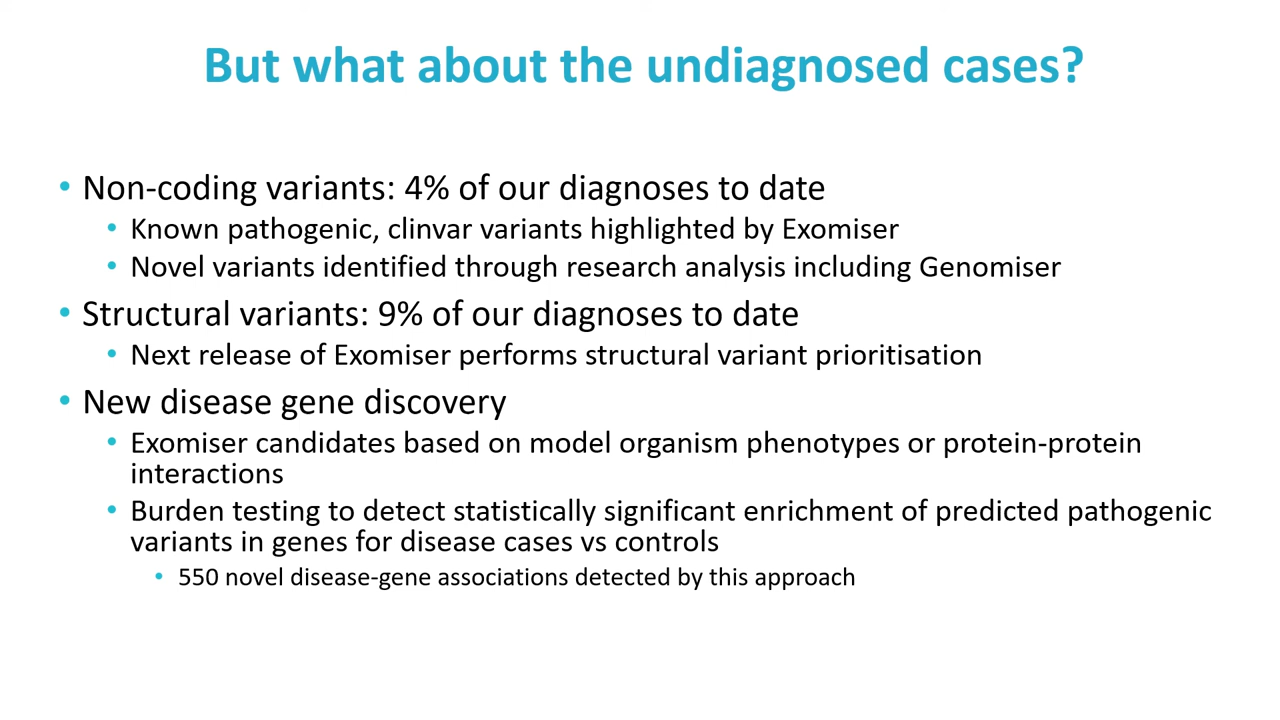 But what about the undiagnosed cases?
• Non-coding variants: 4% of our diagnoses to date
• Known pathogenic, clinvar variants highlighted by Exomiser
• Novel variants identified through research analysis including Genomiser
• Structural variants: 9% of our diagnoses to date
• Next release of Exomiser performs structural variant prioritisation
• New disease gene discovery
• Exomiser candidates based on model organism phenotypes or protein-protein
interactions
• Burden testing to detect statistically significant enrichment of predicted pathogenic
variants in genes for disease cases vs controls
• 550 novel disease-gene associations detected by this approach